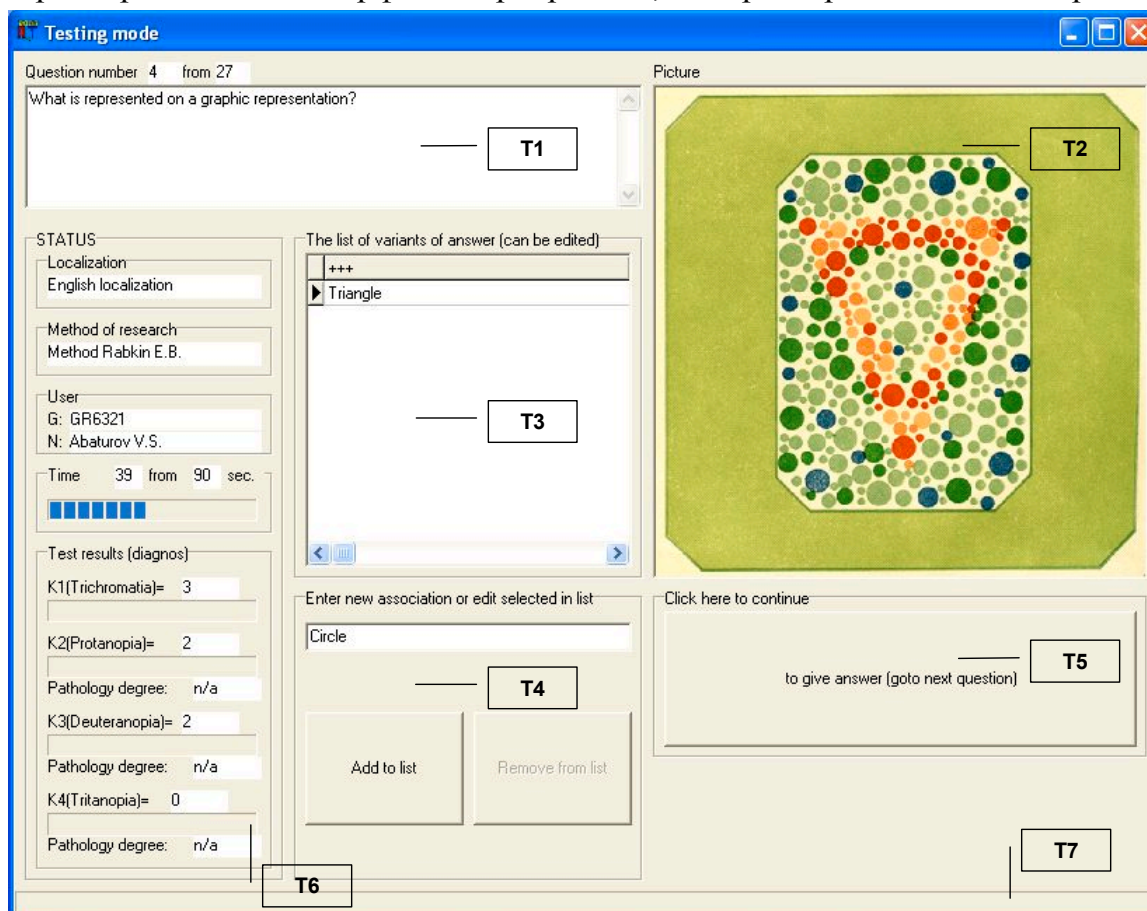 Testing mode
Question number 4 from 27
What is represented on a graphic representation?
T1
Picture
T2
STATUS
Localization
English localization
Method of research
Method Rabkin E.B.
User
G: GR6321
N: Abaturov V.S.
Time 39 from 90 sec.
Test results (diagnos)
K1(Trichromatia)= 3
K2(Protanopia)= 2
Pathology degree: n/a
K3(Deuteranopia)= 2
Pathology degree: n/a
K4(Tritanopia)= 0
Pathology degree: n/a
T6
The list of variants of answer (can be edited)
+++
Triangle
T3
Enter new association or edit selected in list
Circle
T4
Add to list
Remove from list
Click here to continue
to give answer (goto next question)
T5
T7